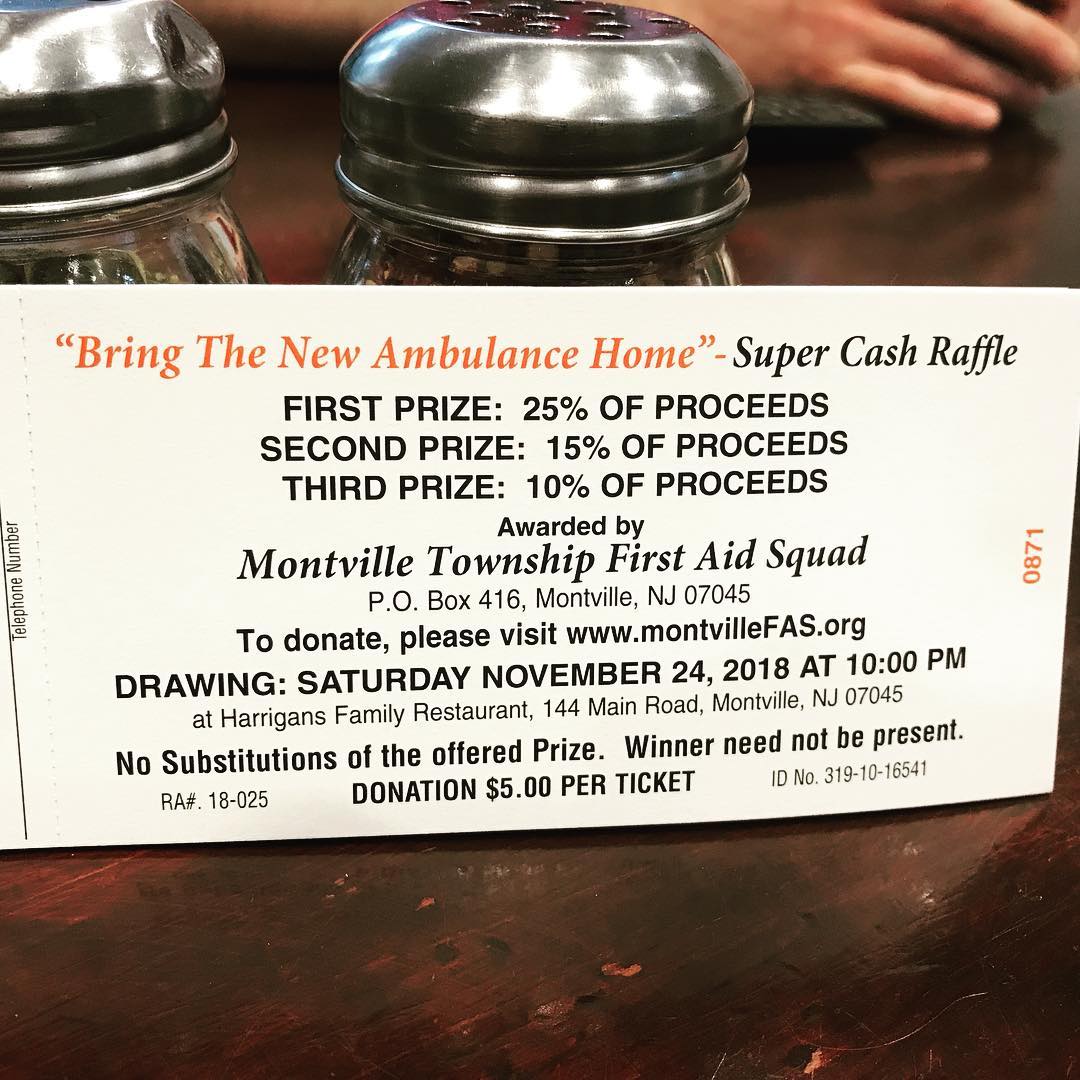 "Bring The New Ambulance Home"- Super Cash Raffle
FIRST PRIZE: 25% OF PROCEEDS
SECOND PRIZE: 15% OF PROCEEDS
THIRD PRIZE: 10% OF PROCEEDS
Awarded by
Montville Township First Aid Squad
P.O. Box 416, Montville, NJ 07045
To donate, please visit www.montvilleFAS.org
DRAWING: SATURDAY NOVEMBER 24, 2018 AT 10:00 PM
at Harrigans Family Restaurant, 144 Main Road, Montville, NJ 07045
No Substitutions of the offered Prize. Winner need not be present.
RA#. 18-025 DONATION $5.00 PER TICKET ID No. 319-10-16541
Telephone Number
0871